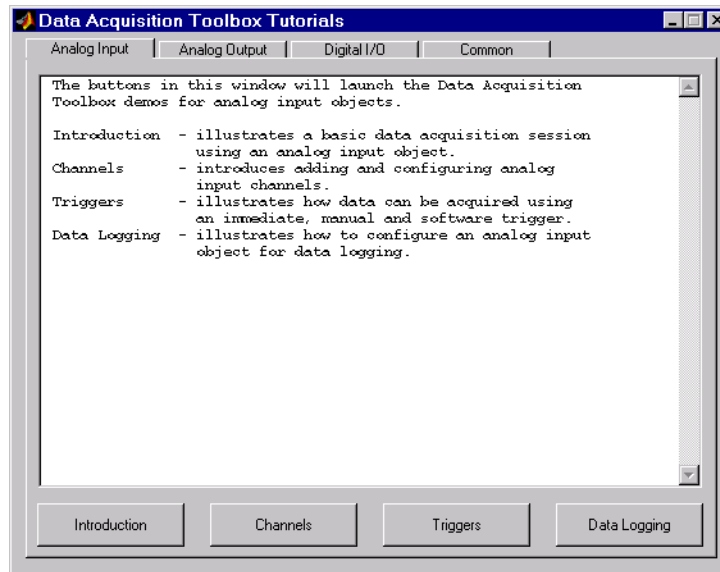 Data Acquisition Toolbox Tutorials
Analog Input Analog Output Digital I/O Common
The buttons in this window will launch the Data Acquisition
Toolbox demos for analog input objects.
Introduction - illustrates a basic data acquisition session
using an analog input object.
Channels - introduces adding and configuring analog
input channels.
Triggers - illustrates how data can be acquired using
an immediate, manual and software trigger.
Data Logging - illustrates how to configure an analog input
object for data logging.
Introduction Channels Triggers Data Logging